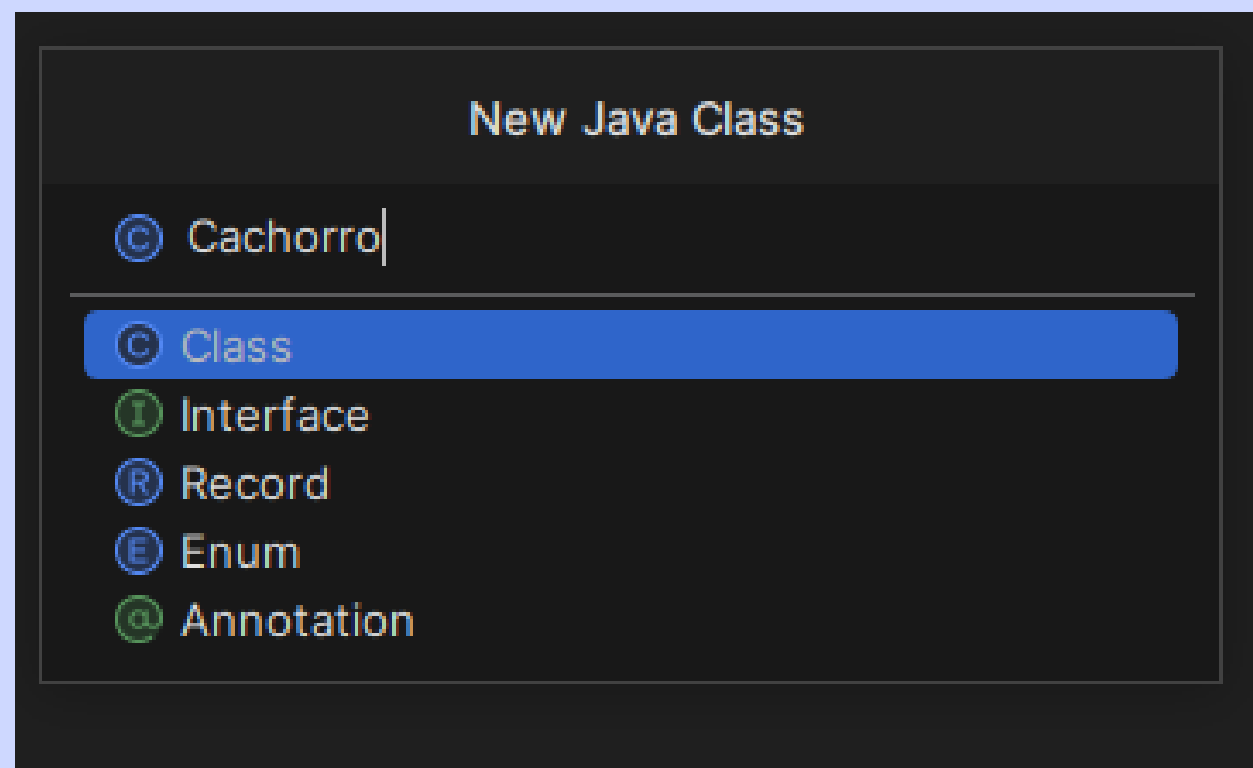 New Java Class
C Cachorro
C Class
I Interface
R Record
E Enum
@ Annotation